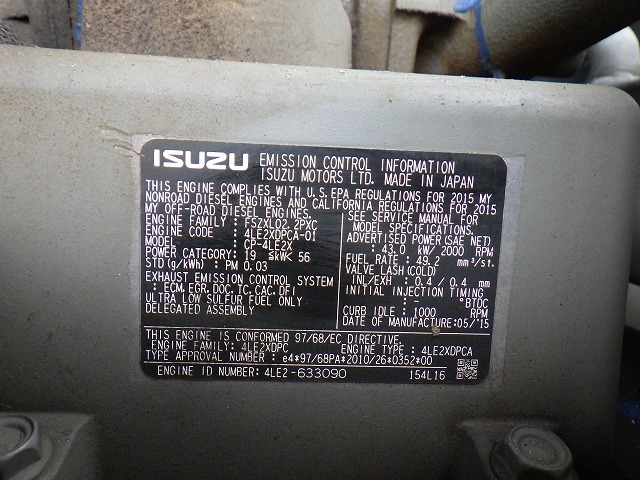 ISUZU EMISSION CONTROL INFORMATION
ISUZU MOTORS LTD. MADE IN JAPAN
THIS ENGINE COMPLIES WITH U.S. EPA REGULATIONS FOR 2015 MY
NONROAD DIESEL ENGINES AND CALIFORNIA REGULATIONS FOR 2015
MY OFF-ROAD DIESEL ENGINES.
ENGINE FAMILY : FSZXL02.2PXC
ENGINE CODE : 4LE2XDPCA-01
MODEL : CP-4LE2X
POWER CATEGORY: 19 ≦kW< 56
STD (g/kWh) : PM 0.03
EXHAUST EMISSION CONTROL SYSTEM
: ECM, EGR, DOC, TC, CAC, DFI
ULTRA LOW SULFUR FUEL ONLY
DELEGATED ASSEMBLY
SEE SERVICE MANUAL FOR
MODEL SPECIFICATIONS.
ADVERTISED POWER (SAE NET)
: 43.0 kW/ 2000 RPM
FUEL RATE: 49.2 mm³/st.
VALVE LASH (COLD)
IN/EXH : 0.4 / 0.4 mm
INITIAL INJECTION TIMING
: - °BTDC
CURB IDLE: 1000 RPM
DATE OF MANUFACTURE:05/'15
THIS ENGINE IS CONFORMED 97/68/EC DIRECTIVE.
ENGINE FAMILY: 4LE2XDPC ENGINE TYPE : 4LE2XDPCA
TYPE APPROVAL NUMBER : e4*97/68PA*2010/26*0352*00
ENGINE ID NUMBER: 4LE2-633090 154L16